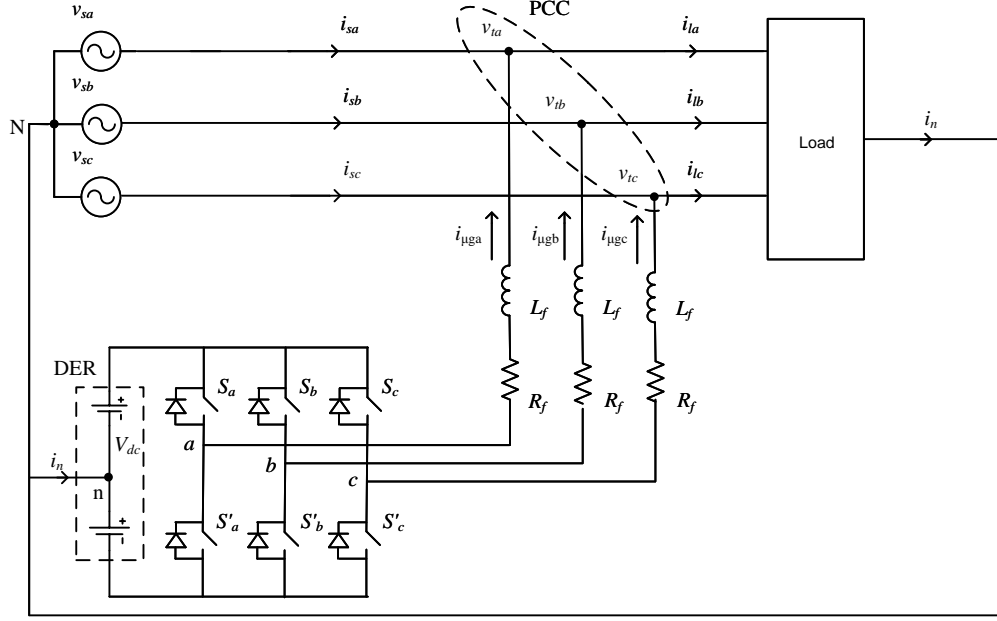 PCC
v_sa
i_sa
v_ta
i_la
v_sb
i_sb
v_tb
i_lb
i_n
N
Load
v_sc
i_sc
v_tc
i_lc
i_μga
i_μgb
i_μgc
L_f
L_f
L_f
DER
S_a
S_b
S_c
R_f
R_f
R_f
+
-
V_dc
a
i_n
b
n
c
+
-
S'_a
S'_b
S'_c